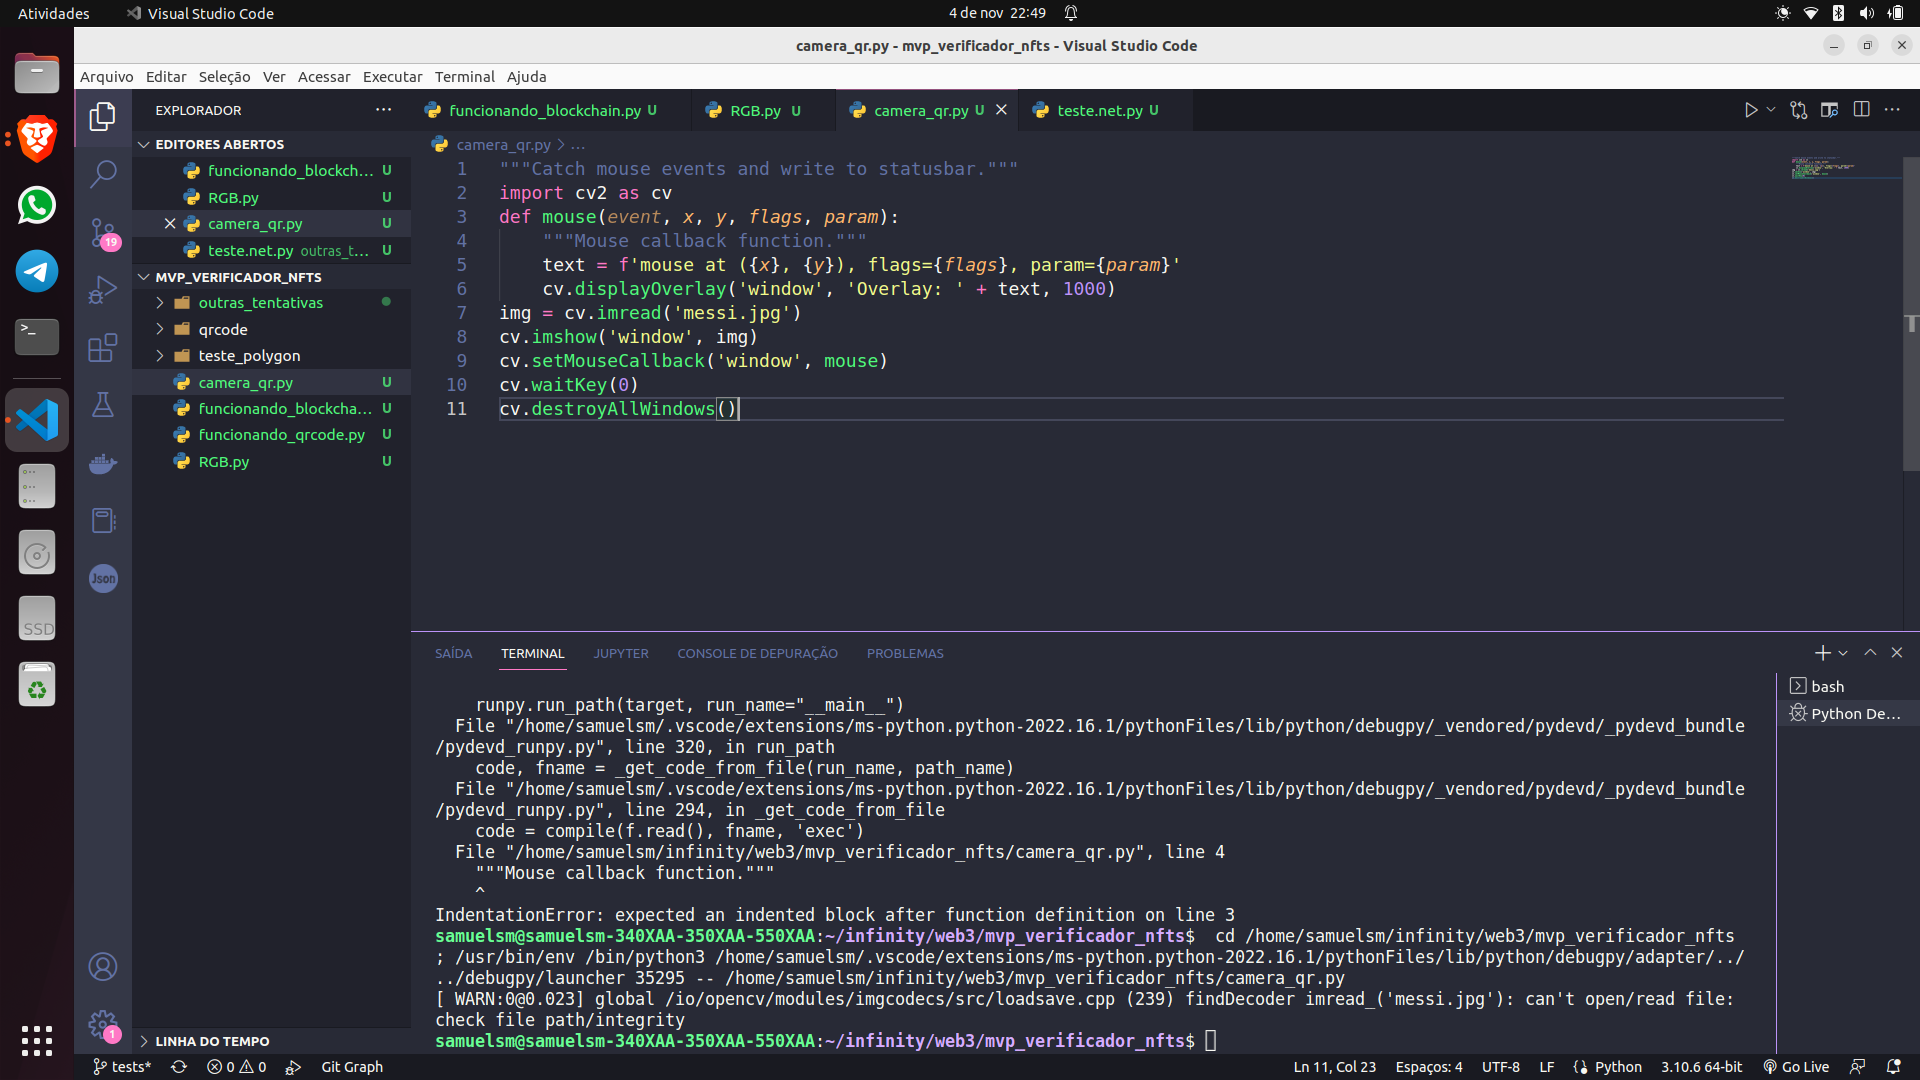 Atividades
Visual Studio Code
4 de nov 22:49
camera_qr.py - mvp_verificador_nfts - Visual Studio Code
Arquivo Editar Seleção Ver Acessar Executar Terminal Ajuda
EXPLORADOR
funcionando_blockchain.py U
RGB.py U
camera_qr.py U
teste.net.py U
EDITORES ABERTOS
funcionando_blockch... U
RGB.py U
camera_qr.py U
teste.net.py outras_t... U
MVP_VERIFICADOR_NFTS
outras_tentativas
qrcode
teste_polygon
camera_qr.py U
funcionando_blockcha... U
funcionando_qrcode.py U
RGB.py U
LINHA DO TEMPO
19
Json
1
SSD
>_
camera_qr.py > ...
1 """Catch mouse events and write to statusbar."""
2 import cv2 as cv
3 def mouse(event, x, y, flags, param):
4     """Mouse callback function."""
5     text = f'mouse at ({x}, {y}), flags={flags}, param={param}'
6     cv.displayOverlay('window', 'Overlay: ' + text, 1000)
7 img = cv.imread('messi.jpg')
8 cv.imshow('window', img)
9 cv.setMouseCallback('window', mouse)
10 cv.waitKey(0)
11 cv.destroyAllWindows()
SAÍDA TERMINAL JUPYTER CONSOLE DE DEPURAÇÃO PROBLEMAS
bash
Python De...
    runpy.run_path(target, run_name="__main__")
  File "/home/samuelsm/.vscode/extensions/ms-python.python-2022.16.1/pythonFiles/lib/python/debugpy/_vendored/pydevd/_pydevd_bundle
/pydevd_runpy.py", line 320, in run_path
    code, fname = _get_code_from_file(run_name, path_name)
  File "/home/samuelsm/.vscode/extensions/ms-python.python-2022.16.1/pythonFiles/lib/python/debugpy/_vendored/pydevd/_pydevd_bundle
/pydevd_runpy.py", line 294, in _get_code_from_file
    code = compile(f.read(), fname, 'exec')
  File "/home/samuelsm/infinity/web3/mvp_verificador_nfts/camera_qr.py", line 4
    """Mouse callback function."""
    ^
IndentationError: expected an indented block after function definition on line 3
samuelsm@samuelsm-340XAA-350XAA-550XAA:~/infinity/web3/mvp_verificador_nfts$  cd /home/samuelsm/infinity/web3/mvp_verificador_nfts
; /usr/bin/env /bin/python3 /home/samuelsm/.vscode/extensions/ms-python.python-2022.16.1/pythonFiles/lib/python/debugpy/adapter/../
../debugpy/launcher 35295 -- /home/samuelsm/infinity/web3/mvp_verificador_nfts/camera_qr.py
[ WARN:0@0.023] global /io/opencv/modules/imgcodecs/src/loadsave.cpp (239) findDecoder imread_('messi.jpg'): can't open/read file:
check file path/integrity
samuelsm@samuelsm-340XAA-350XAA-550XAA:~/infinity/web3/mvp_verificador_nfts$
tests* 0 0 Git Graph
Ln 11, Col 23 Espaços: 4 UTF-8 LF Python 3.10.6 64-bit Go Live